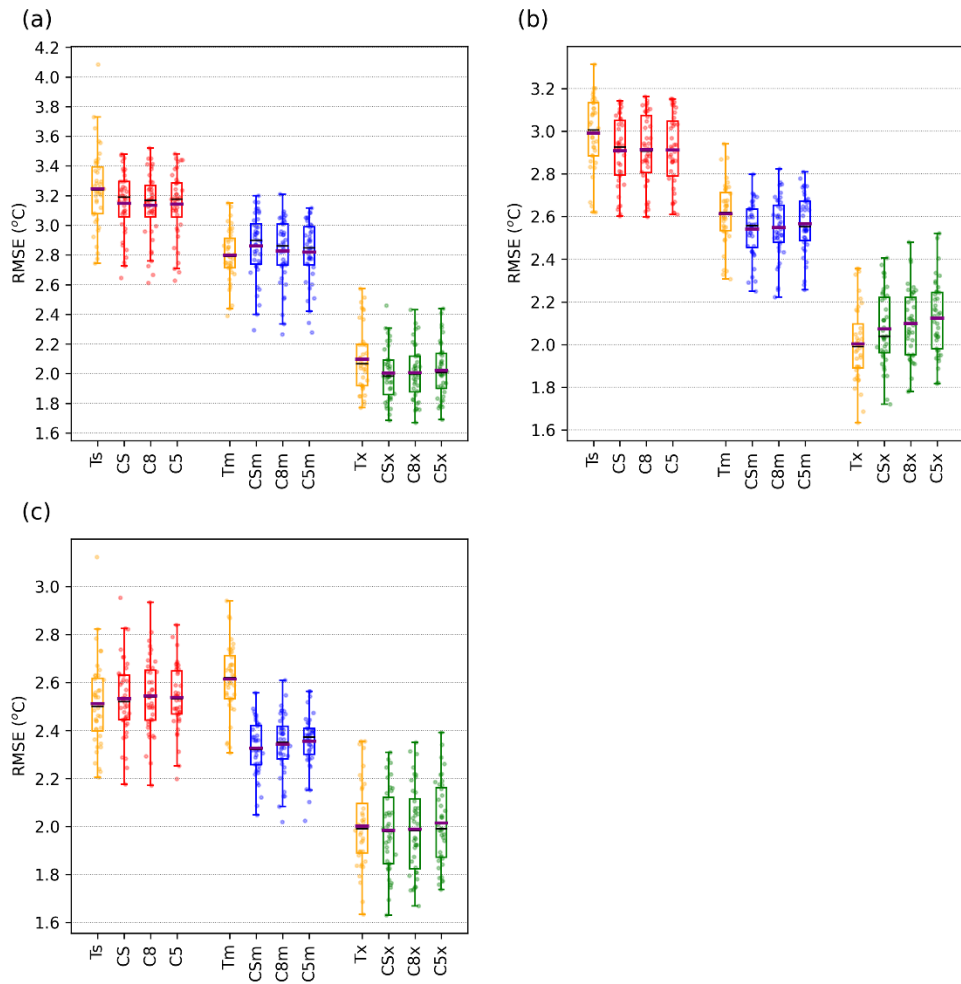 (a)
RMSE (°C)
4.2
4.0
3.8
3.6
3.4
3.2
3.0
2.8
2.6
2.4
2.2
2.0
1.8
1.6
Ts
CS
C8
C5
Tm
CSm
C8m
C5m
Tx
CSx
C8x
C5x
(b)
RMSE (°C)
3.2
3.0
2.8
2.6
2.4
2.2
2.0
1.8
1.6
Ts
CS
C8
C5
Tm
CSm
C8m
C5m
Tx
CSx
C8x
C5x
(c)
RMSE (°C)
3.0
2.8
2.6
2.4
2.2
2.0
1.8
1.6
Ts
CS
C8
C5
Tm
CSm
C8m
C5m
Tx
CSx
C8x
C5x